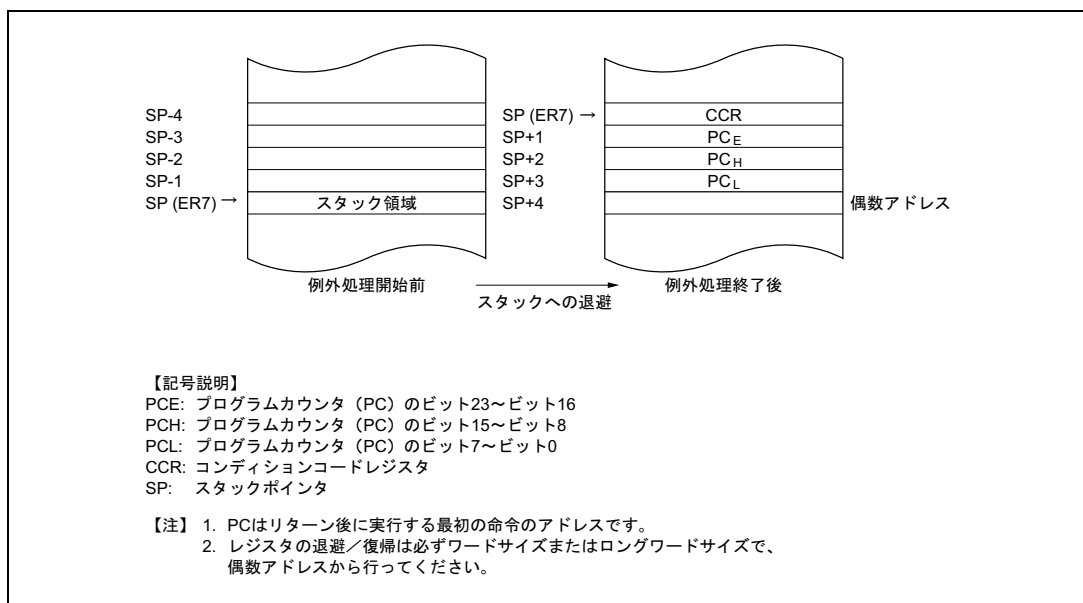 SP-4
SP-3
SP-2
SP-1
SP (ER7) →
スタック領域
例外処理開始前
スタックへの退避
SP (ER7) → CCR
SP+1 PCE
SP+2 PCH
SP+3 PCL
SP+4
偶数アドレス
例外処理終了後
【記号説明】
PCE: プログラムカウンタ（PC）のビット23～ビット16
PCH: プログラムカウンタ（PC）のビット15～ビット8
PCL: プログラムカウンタ（PC）のビット7～ビット0
CCR: コンディションコードレジスタ
SP: スタックポインタ
【注】 1. PCはリターン後に実行する最初の命令のアドレスです。
2. レジスタの退避／復帰は必ずワードサイズまたはロングワードサイズで、
偶数アドレスから行ってください。